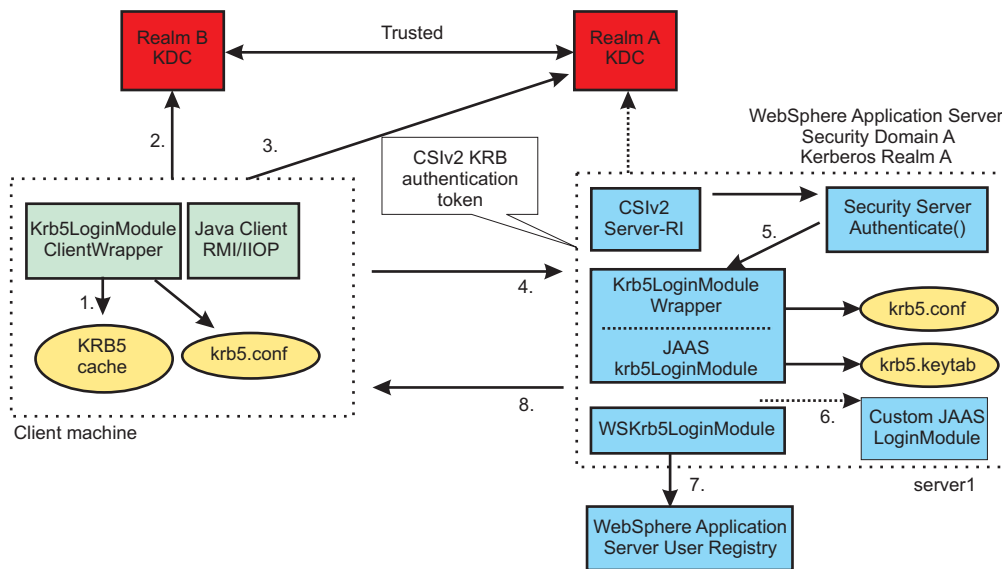 Realm B
KDC
Trusted
Realm A
KDC
2.
3.
WebSphere Application Server
Security Domain A
Kerberos Realm A
CSIv2 KRB
authentication
token
Krb5LoginModule
ClientWrapper
Java Client
RMI/IIOP
CSIv2
Server-RI
Security Server
Authenticate()
5.
1.
4.
Krb5LoginModule
Wrapper
krb5.conf
KRB5
cache
krb5.conf
JAAS
krb5LoginModule
krb5.keytab
8.
6.
Client machine
WSKrb5LoginModule
Custom JAAS
LoginModule
7.
server1
WebSphere Application
Server User Registry